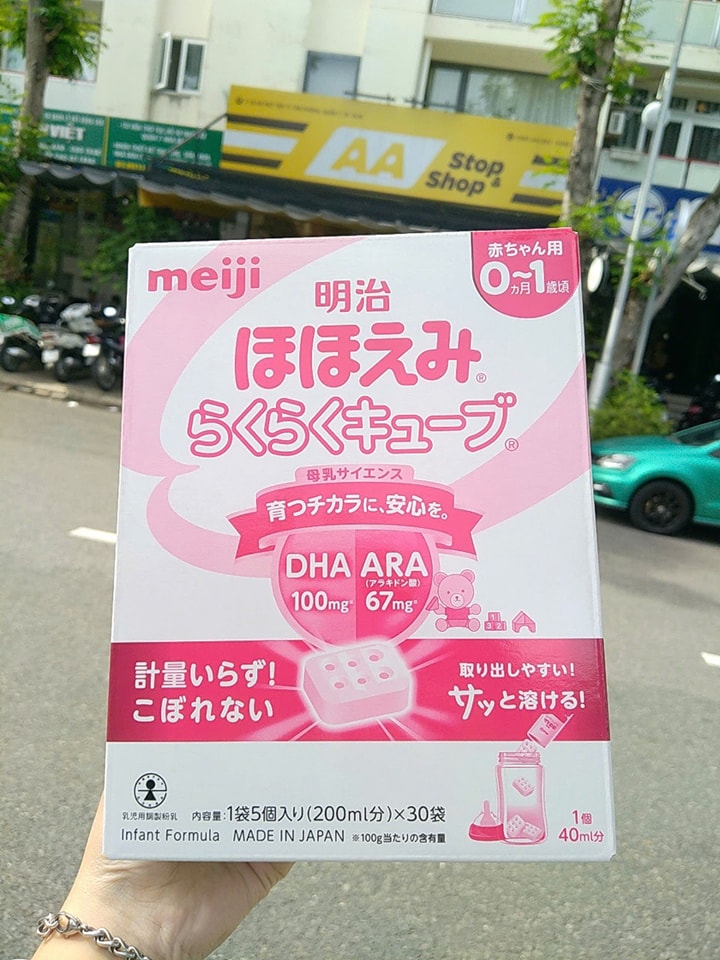 VIỆT
AA
Stop
& Shop
meiji
赤ちゃん用
0ヵ月~1歳頃
明治
ほほえみ®
らくらくキューブ®
母乳サイエンス
育つチカラに、安心を。
DHA ARA
(アラキドン酸)
100mg※ 67mg※
計量いらず!
こぼれない
取り出しやすい!
サッと溶ける!
乳児用調製粉乳
内容量:1袋5個入り(200ml分)×30袋
Infant Formula MADE IN JAPAN ※100g当たりの含有量
1個
40ml分